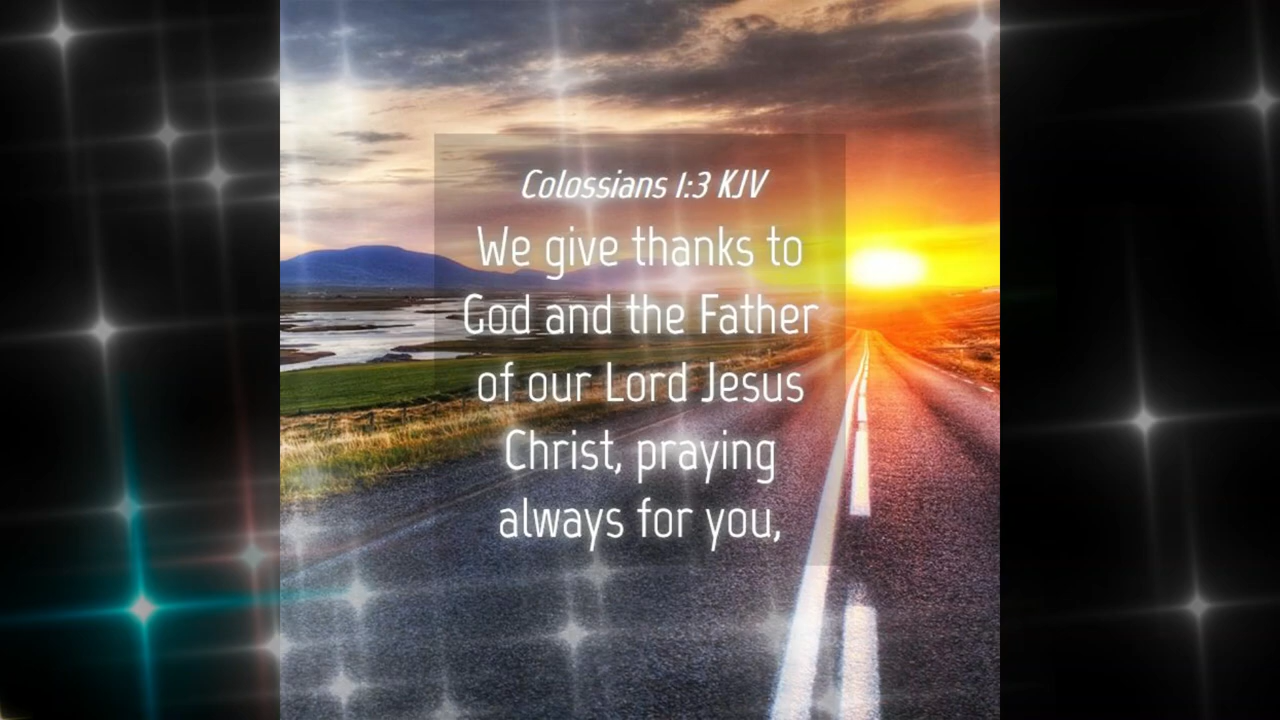 Colossians 1:3 KJV
We give thanks to
God and the Father
of our Lord Jesus
Christ, praying
always for you,